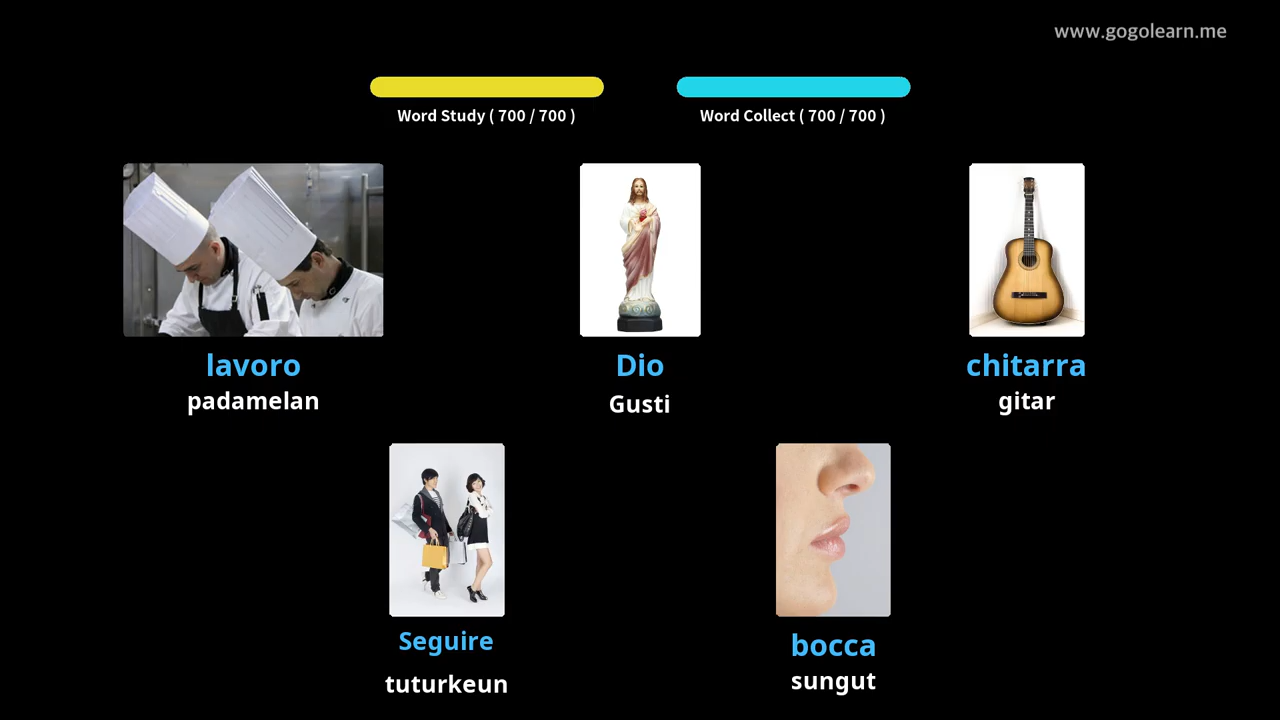 www.gogolearn.me
Word Study ( 700 / 700 )
Word Collect ( 700 / 700 )
lavoro
padamelan
Dio
Gusti
chitarra
gitar
Seguire
tuturkeun
bocca
sungut